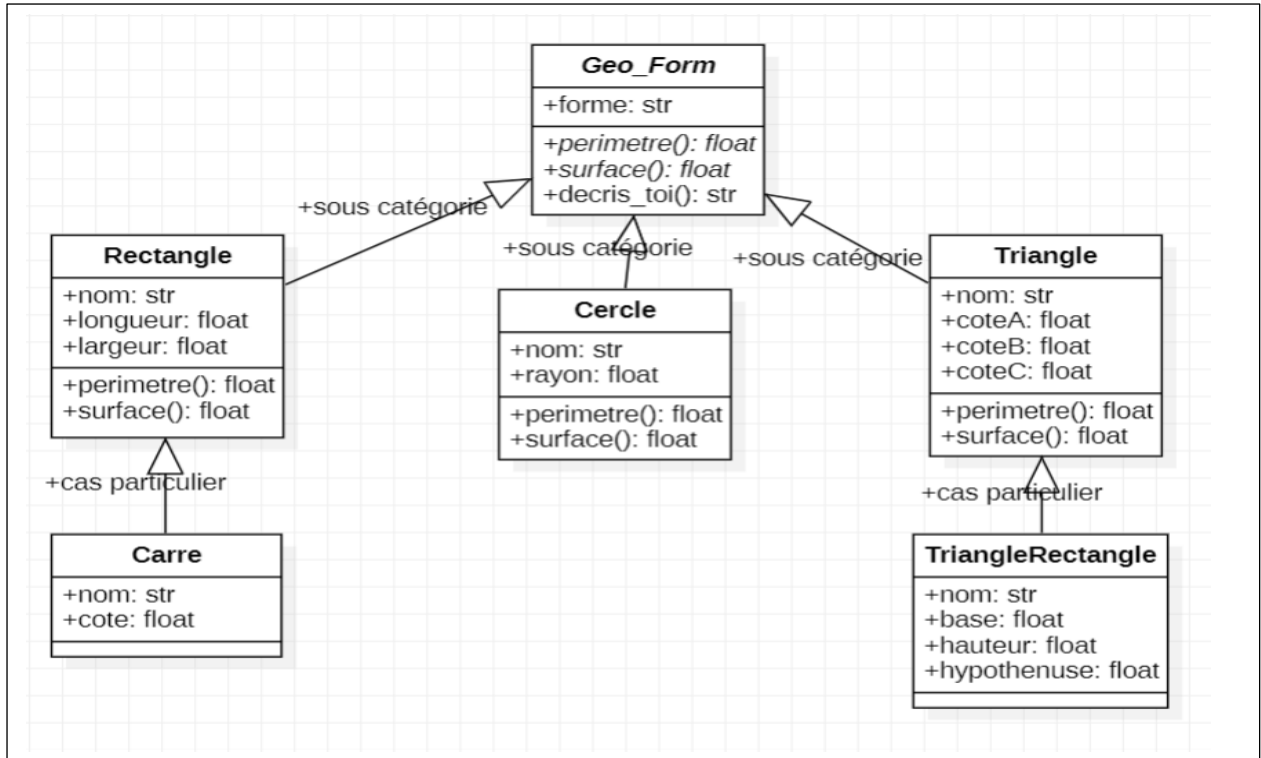 Geo_Form
+forme: str
+perimetre(): float
+surface(): float
+decris_toi(): str
+sous catégorie
+sous catégorie
+sous catégorie
Rectangle
+nom: str
+longueur: float
+largeur: float
+perimetre(): float
+surface(): float
Cercle
+nom: str
+rayon: float
+perimetre(): float
+surface(): float
Triangle
+nom: str
+coteA: float
+coteB: float
+coteC: float
+perimetre(): float
+surface(): float
+cas particulier
+cas particulier
Carre
+nom: str
+cote: float
TriangleRectangle
+nom: str
+base: float
+hauteur: float
+hypothenuse: float